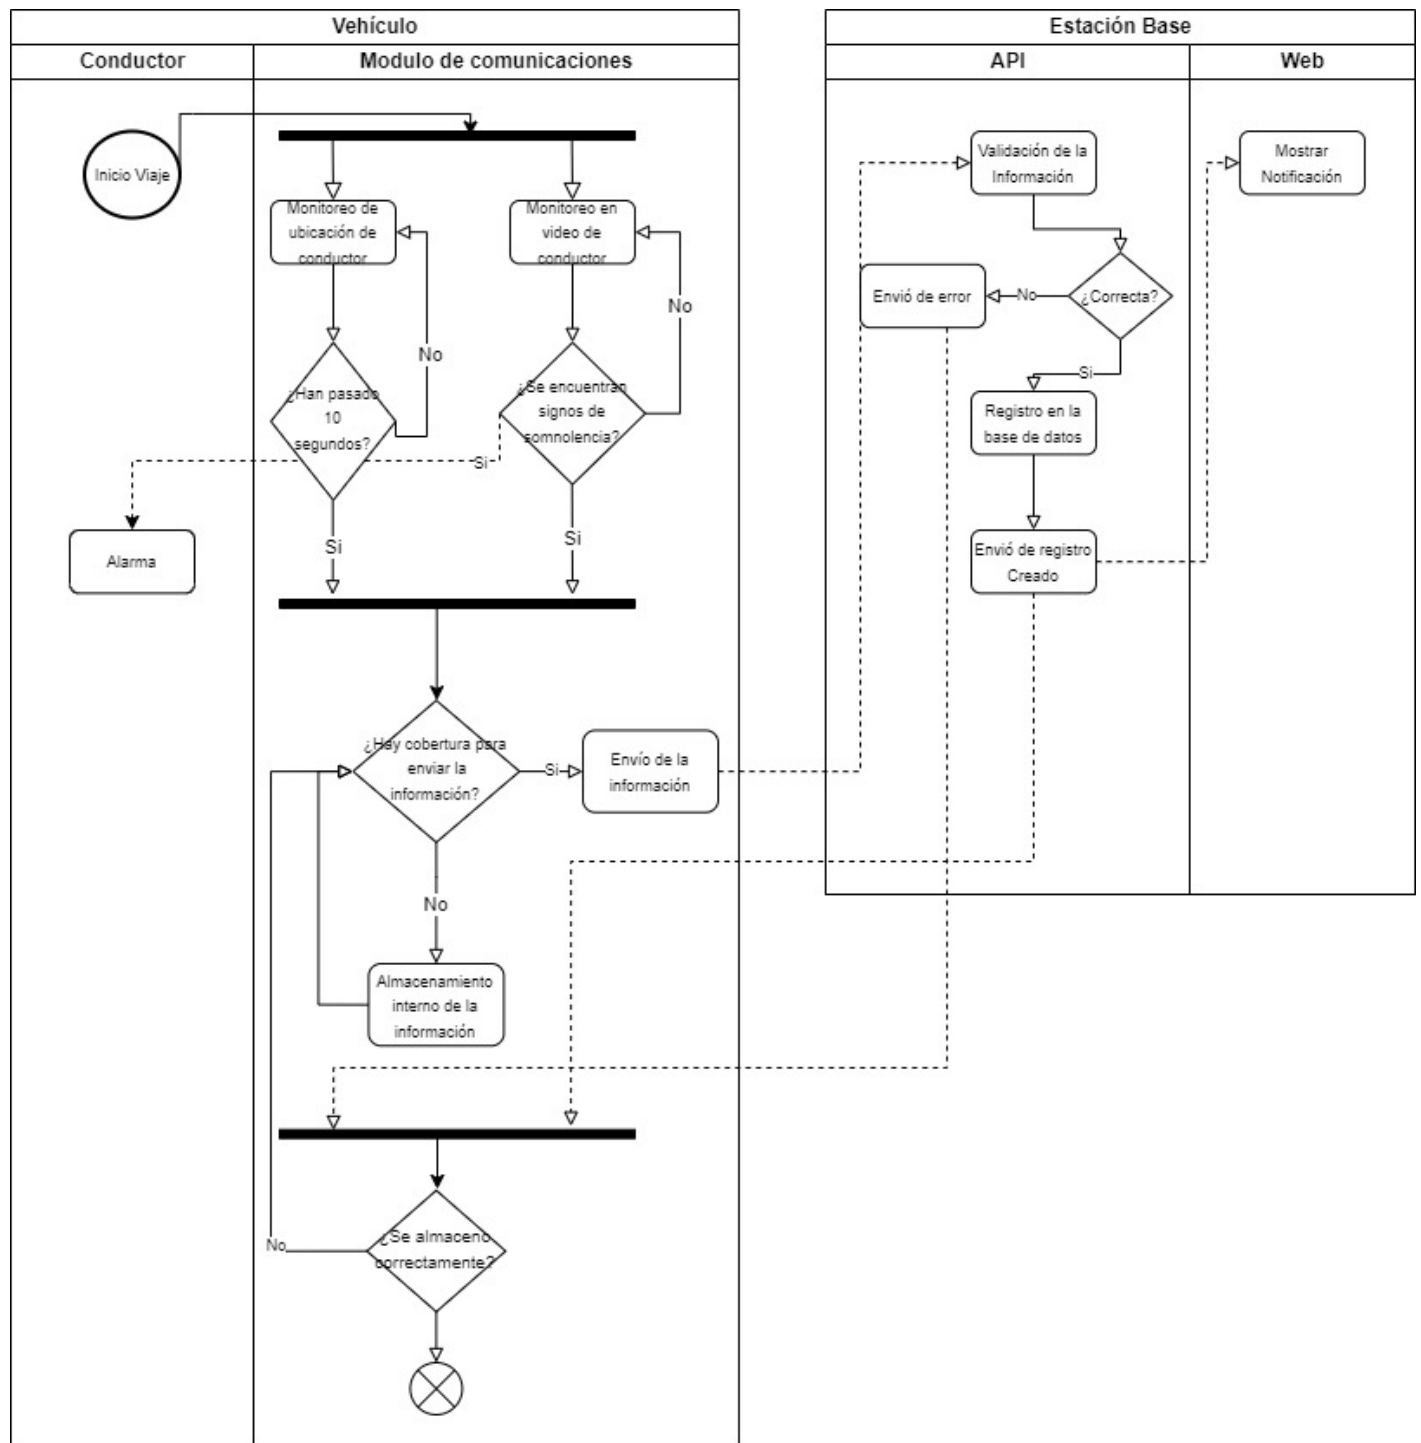 Vehículo
Estación Base
Conductor
Modulo de comunicaciones
API
Web
Inicio Viaje
Monitoreo de
ubicación de
conductor
Monitoreo en
video de
conductor
No
No
¿Han pasado
10
segundos?
¿Se encuentran
signos de
somnolencia?
Si
Alarma
Si
Si
Validación de la
Información
Mostrar
Notificación
Envió de error
No
¿Correcta?
Si
Registro en la
base de datos
Envió de registro
Creado
¿Hay cobertura para
enviar la
información?
Si
Envío de la
información
No
Almacenamiento
interno de la
información
No
¿Se almaceno
correctamente?